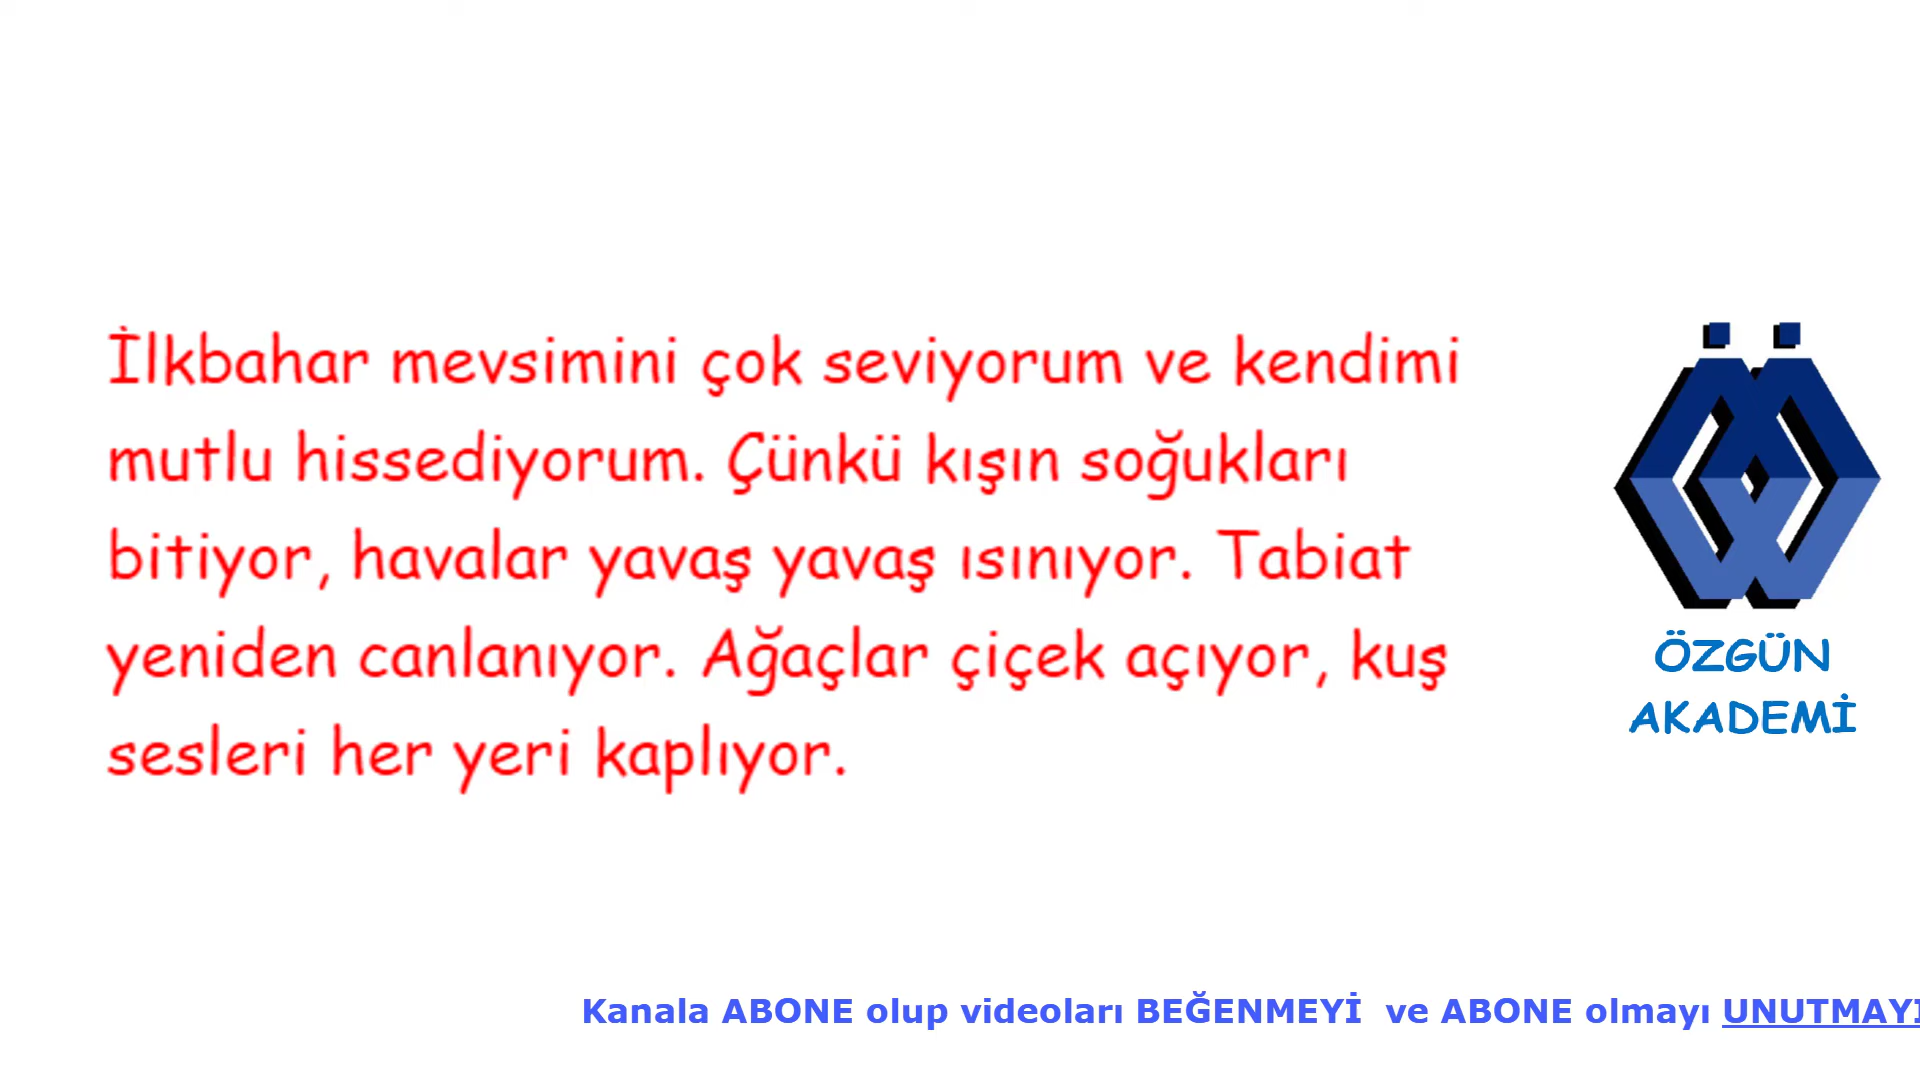 İlkbahar mevsimini çok seviyorum ve kendimi
mutlu hissediyorum. Çünkü kışın soğukları
bitiyor, havalar yavaş yavaş ısınıyor. Tabiat
yeniden canlanıyor. Ağaçlar çiçek açıyor, kuş
sesleri her yeri kaplıyor.
ÖZGÜN
AKADEMİ
Kanala ABONE olup videoları BEĞENMEYİ ve ABONE olmayı